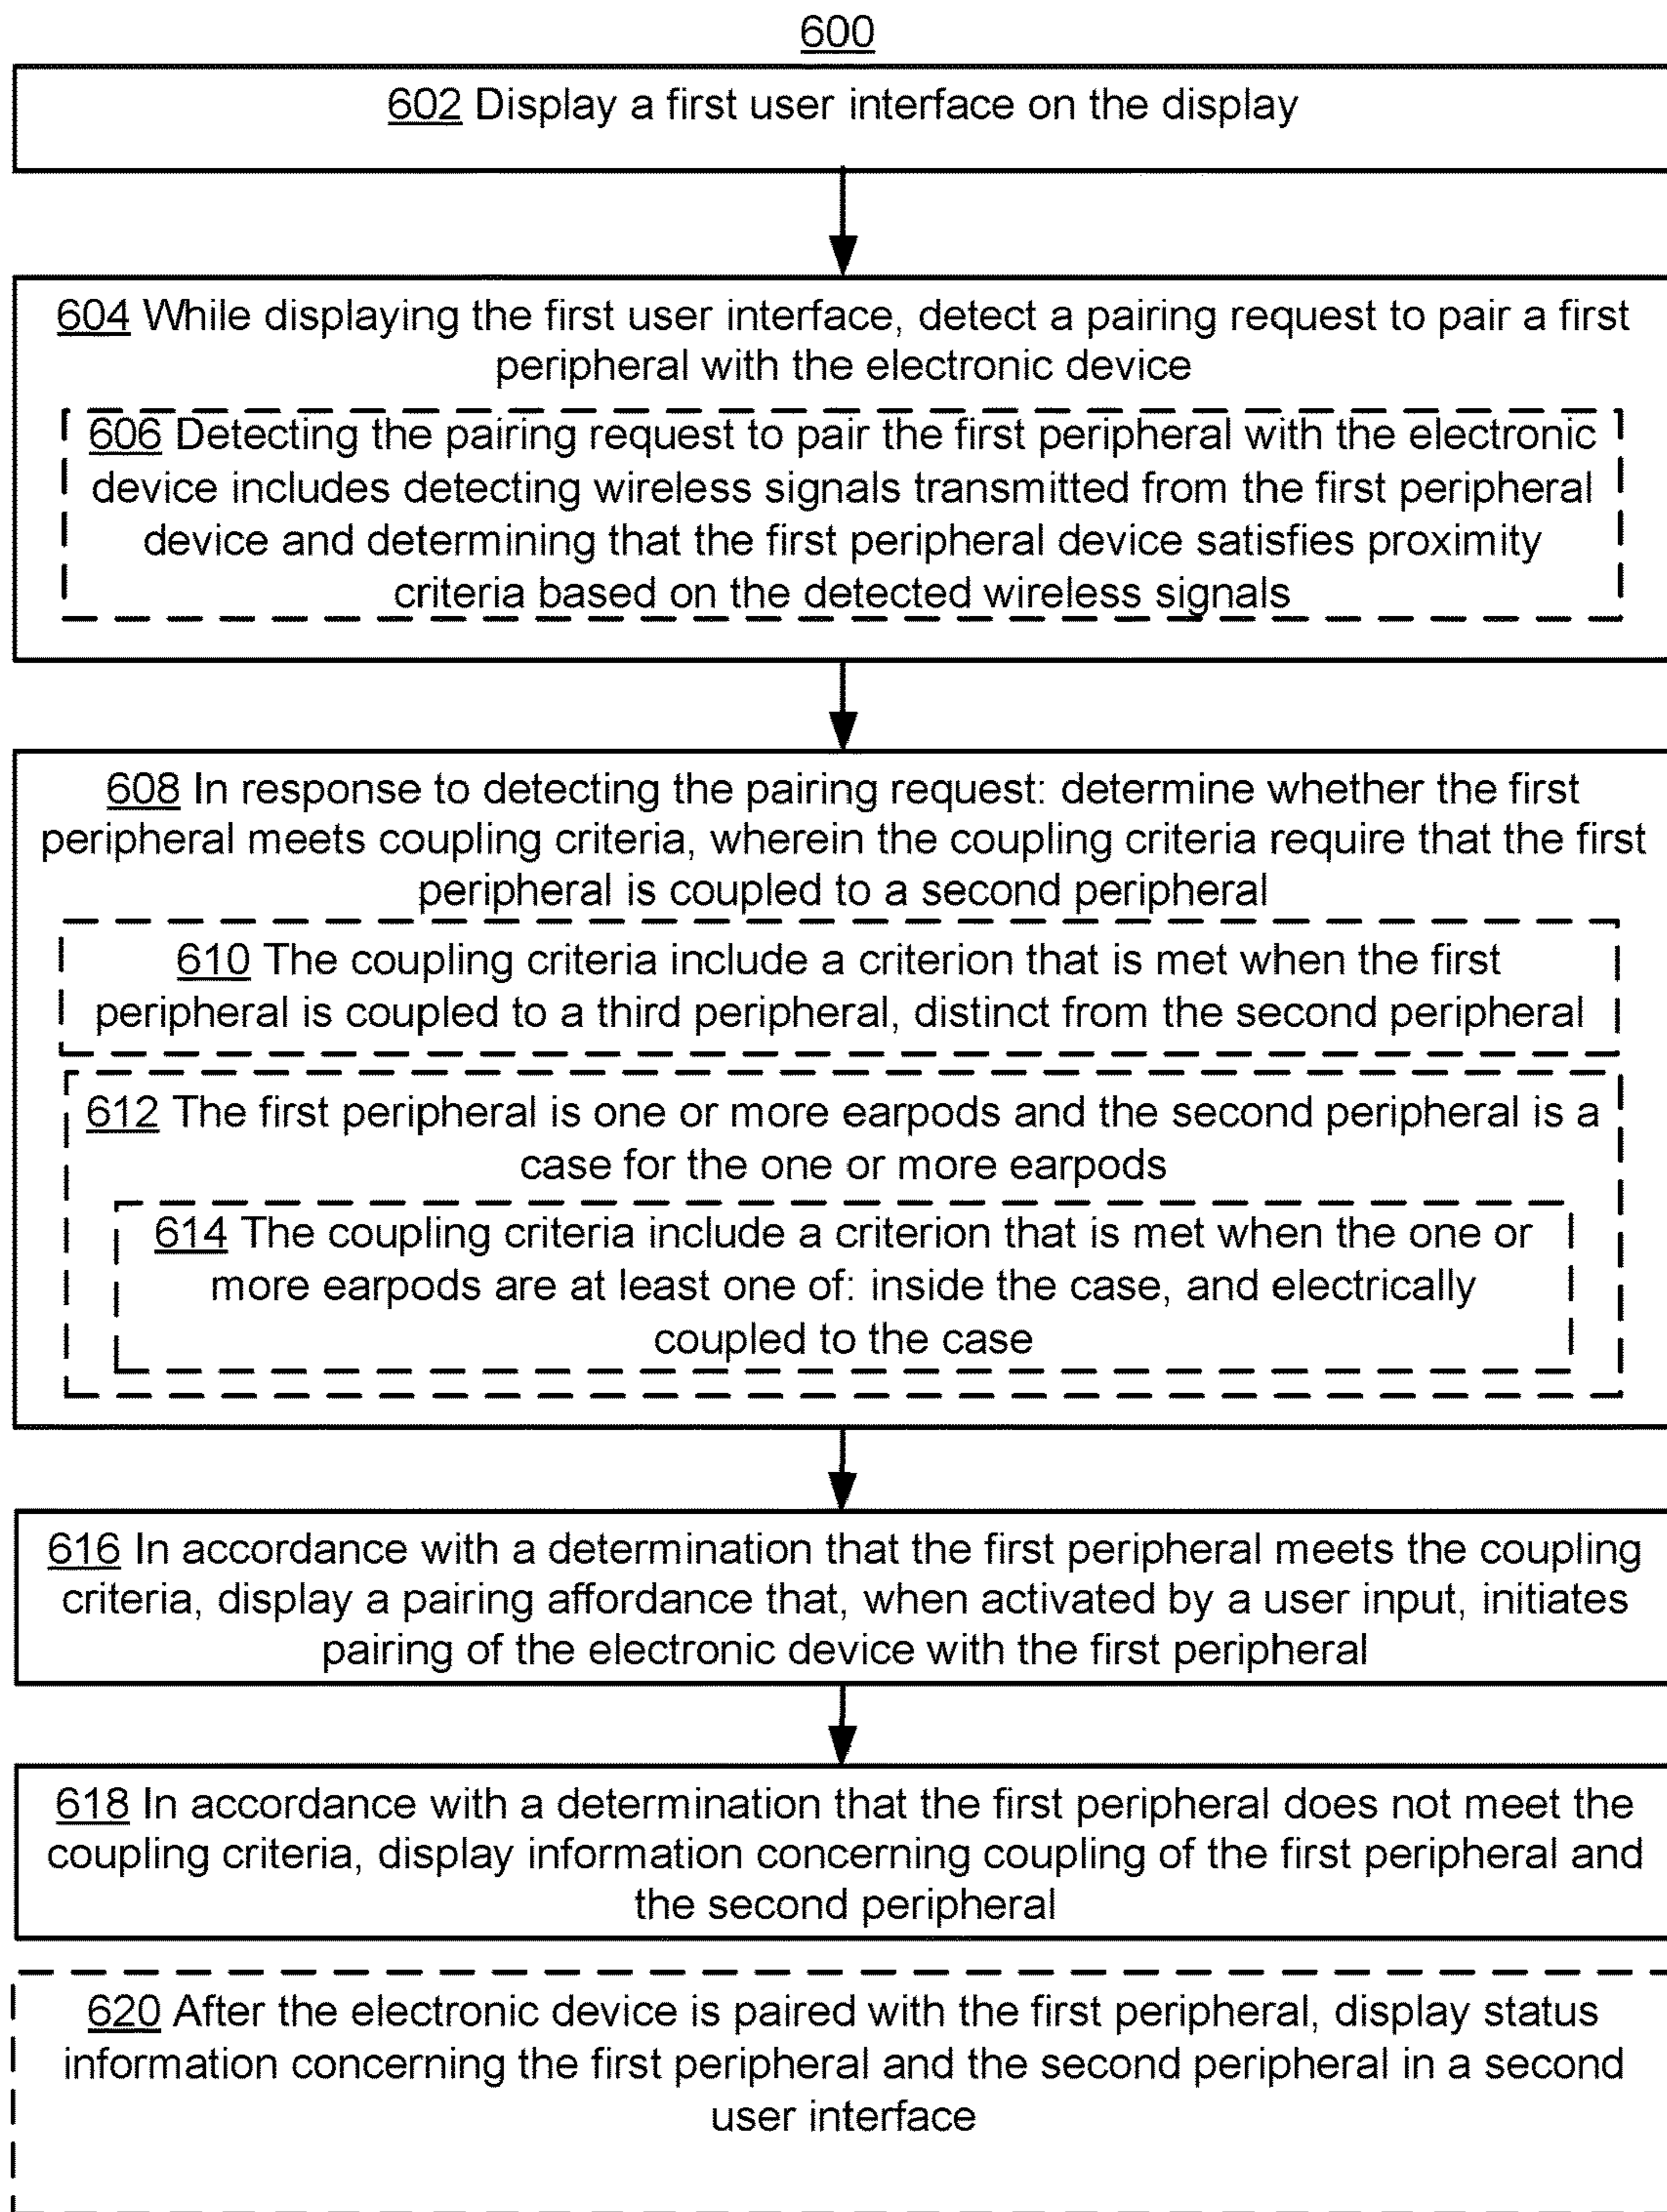 600
602 Display a first user interface on the display
604 While displaying the first user interface, detect a pairing request to pair a first
peripheral with the electronic device
606 Detecting the pairing request to pair the first peripheral with the electronic
device includes detecting wireless signals transmitted from the first peripheral
device and determining that the first peripheral device satisfies proximity
criteria based on the detected wireless signals
608 In response to detecting the pairing request: determine whether the first
peripheral meets coupling criteria, wherein the coupling criteria require that the first
peripheral is coupled to a second peripheral
610 The coupling criteria include a criterion that is met when the first
peripheral is coupled to a third peripheral, distinct from the second peripheral
612 The first peripheral is one or more earpods and the second peripheral is a
case for the one or more earpods
614 The coupling criteria include a criterion that is met when the one or
more earpods are at least one of: inside the case, and electrically
coupled to the case
616 In accordance with a determination that the first peripheral meets the coupling
criteria, display a pairing affordance that, when activated by a user input, initiates
pairing of the electronic device with the first peripheral
618 In accordance with a determination that the first peripheral does not meet the
coupling criteria, display information concerning coupling of the first peripheral and
the second peripheral
620 After the electronic device is paired with the first peripheral, display status
information concerning the first peripheral and the second peripheral in a second
user interface